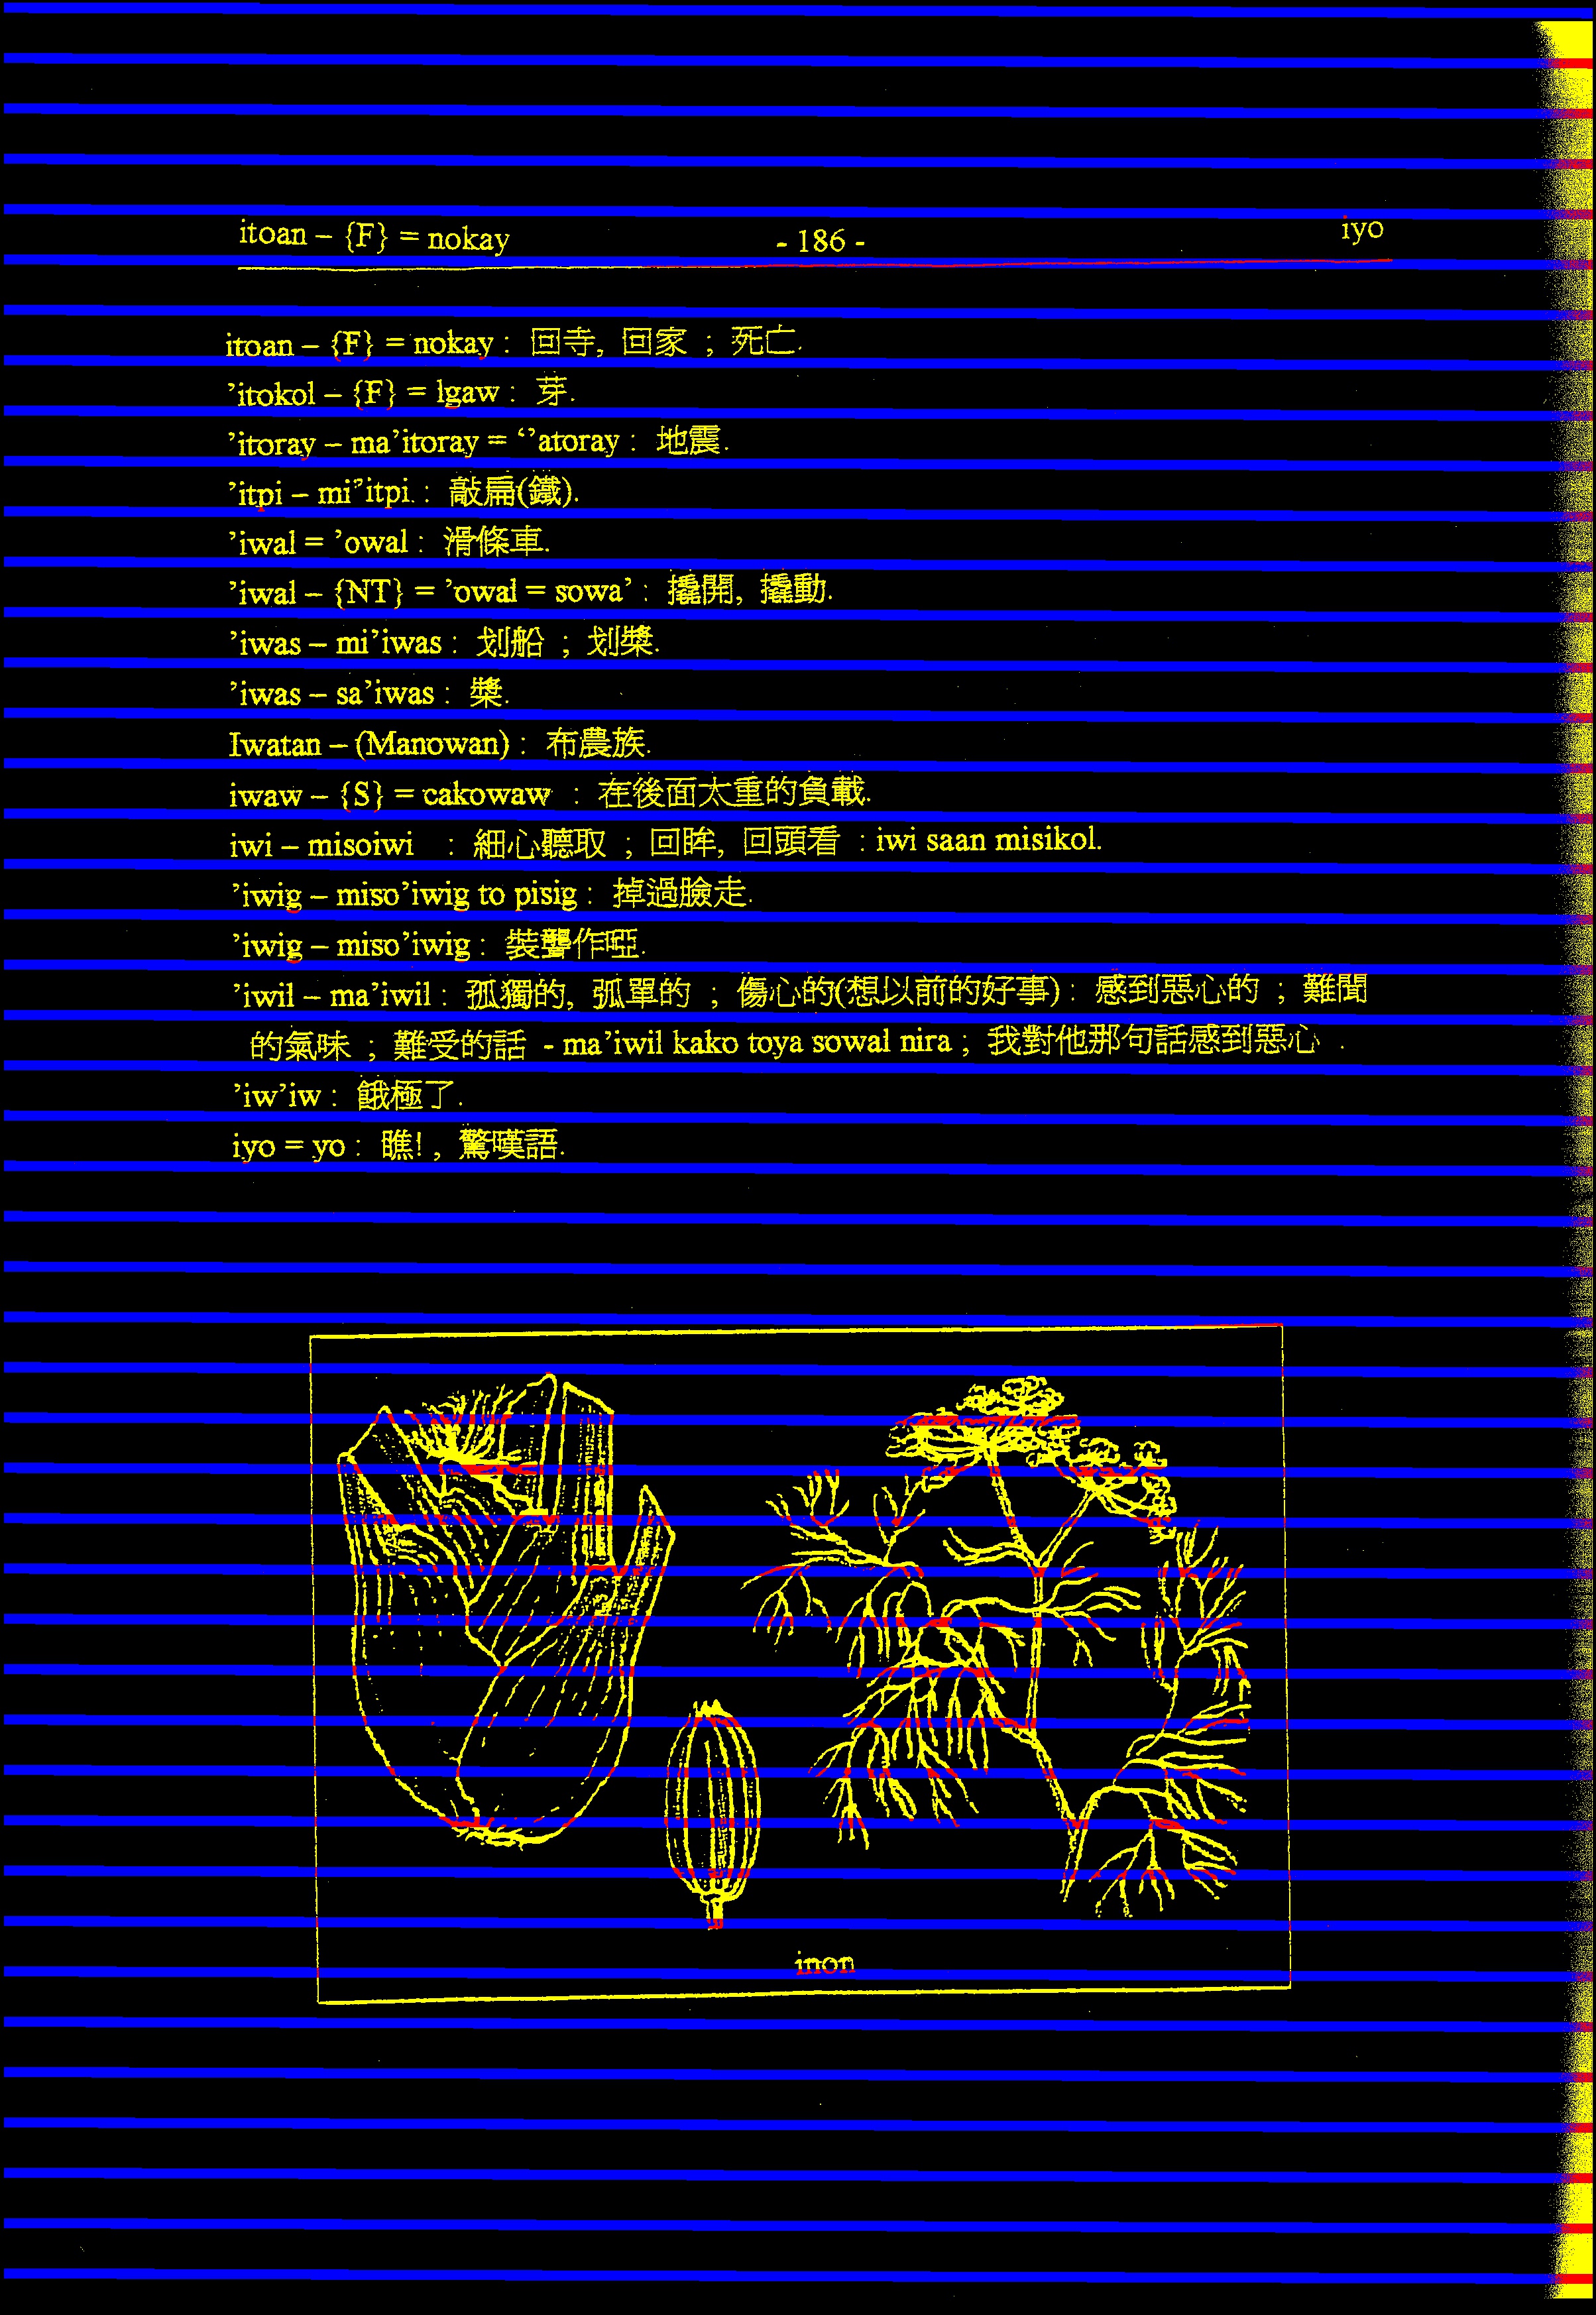 itoan – {F} = nokay - 186 - iyo
itoan – {F} = nokay : 回寺, 回家 ; 死亡.
’itokol – {F} = lgaw : 芽.
’itoray – ma’itoray = ‘’atoray : 地震.
’itpi – mi’’itpi. : 敲扁(鐵).
’iwal = ’owal : 滑條車.
’iwal – {NT} = ’owal = sowa’ : 撬開, 撬動.
’iwas – mi’iwas : 划船 ; 划槳.
’iwas – sa’iwas : 槳.
Iwatan – (Manowan) : 布農族.
iwaw – {S} = cakowaw : 在後面太重的負載.
iwi – misoiwi : 細心聽取 ; 回眸, 回頭看 : iwi saan misikol.
’iwig – miso’iwig to pisig : 掉過臉走.
’iwig – miso’iwig : 裝聾作啞.
’iwil – ma’iwil : 孤獨的, 孤單的 ; 傷心的(想以前的好事) : 感到惡心的 ; 難聞
的氣味 ; 難受的話 - ma’iwil kako toya sowal nira ; 我對他那句話感到惡心 .
’iw’iw : 餓極了.
iyo = yo : 瞧! , 驚嘆語.
inon